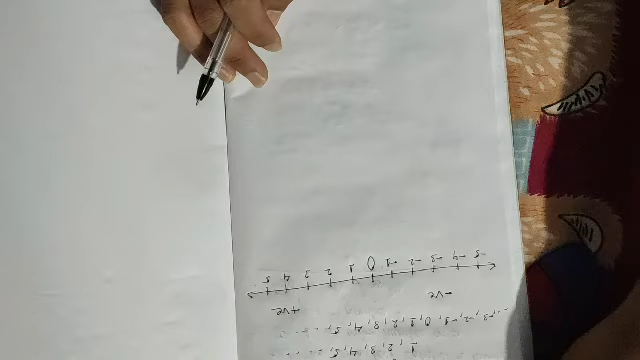 1, 2, 3, 4, 5, ...
...-3, -2, -1, 0, 1, 2, 3, 4, 5, ...
-ve +ve
-5 -4 -3 -2 -1 0 1 2 3 4 5